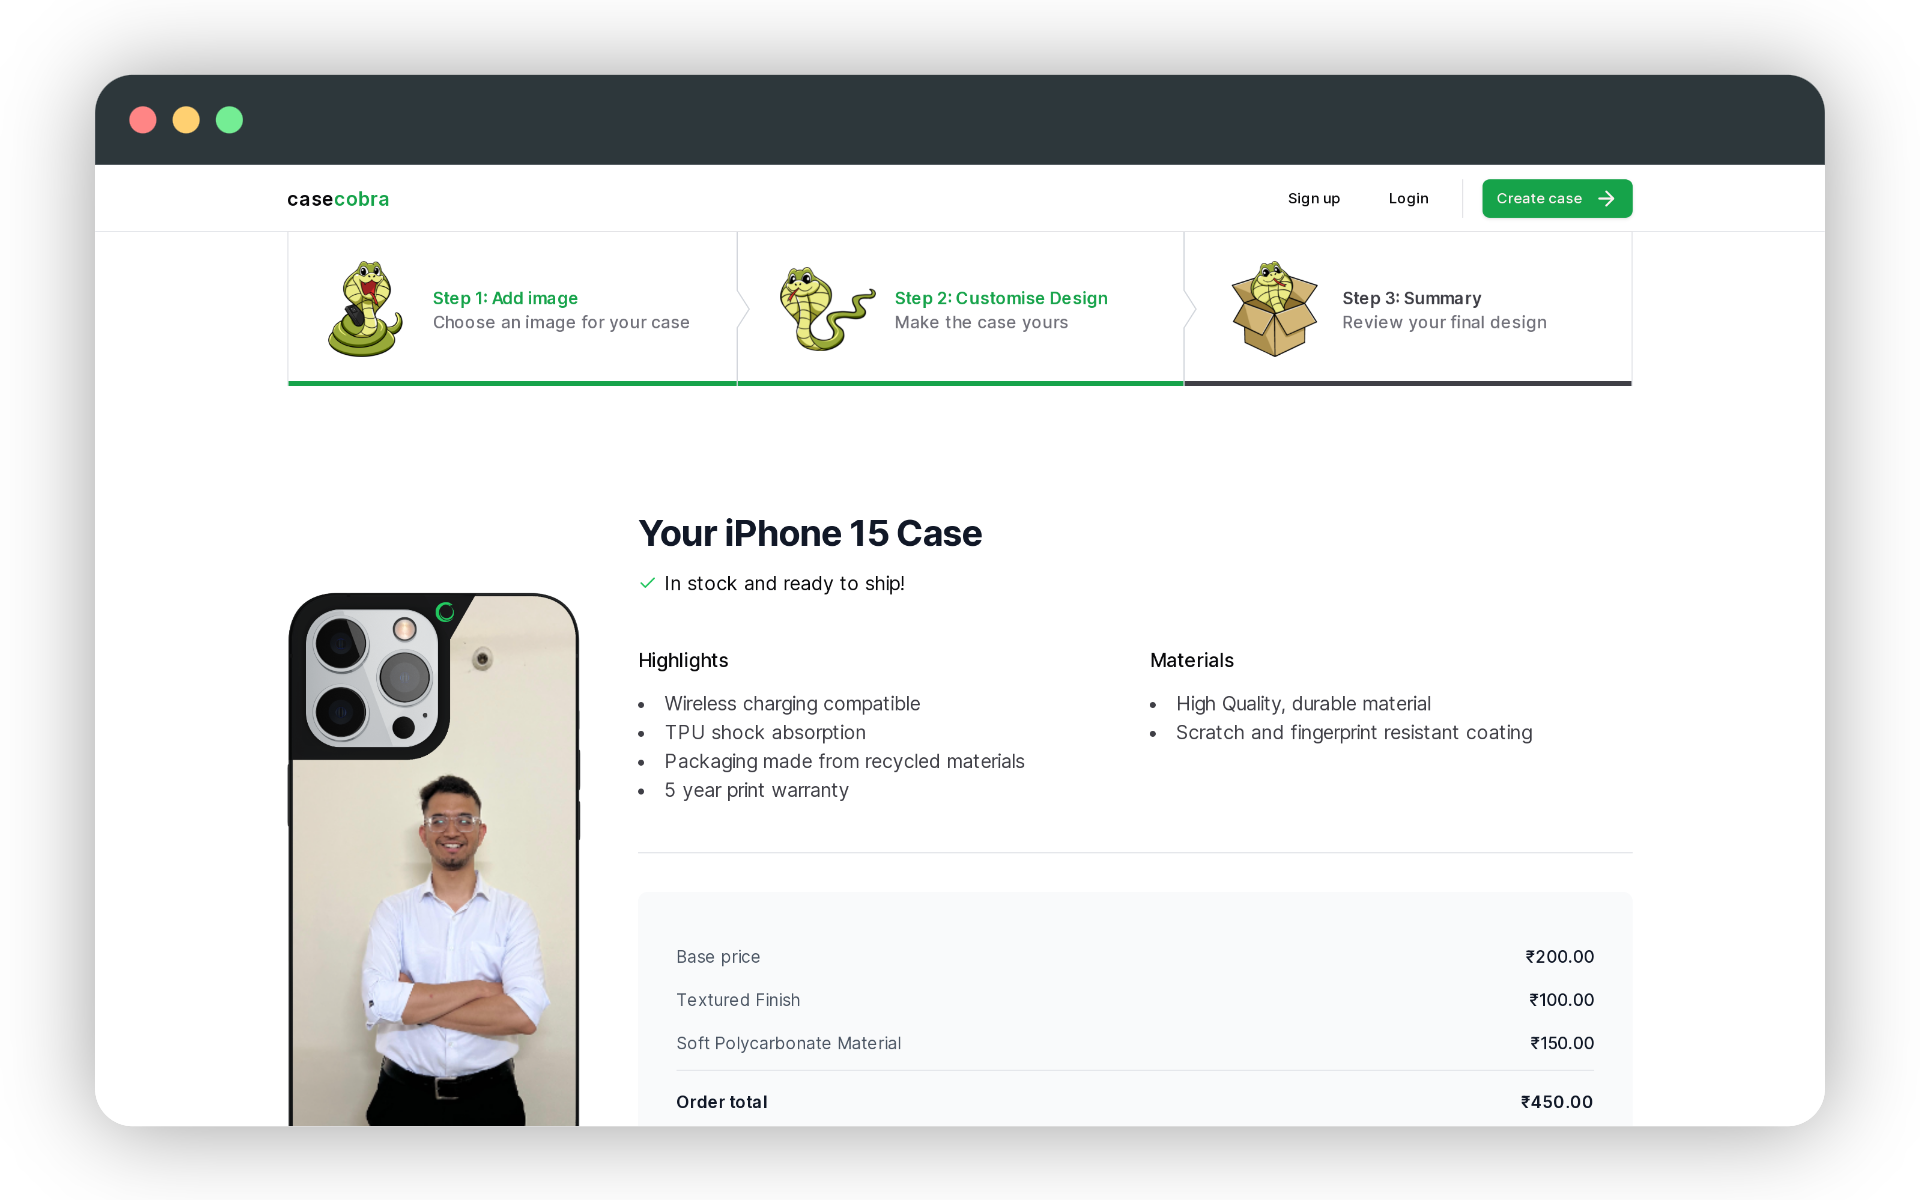 casecobra
Sign up
Login
Create case
Step 1: Add image
Choose an image for your case
Step 2: Customise Design
Make the case yours
Step 3: Summary
Review your final design
Your iPhone 15 Case
In stock and ready to ship!
Highlights
Wireless charging compatible
TPU shock absorption
Packaging made from recycled materials
5 year print warranty
Materials
High Quality, durable material
Scratch and fingerprint resistant coating
Base price ₹200.00
Textured Finish ₹100.00
Soft Polycarbonate Material ₹150.00
Order total ₹450.00